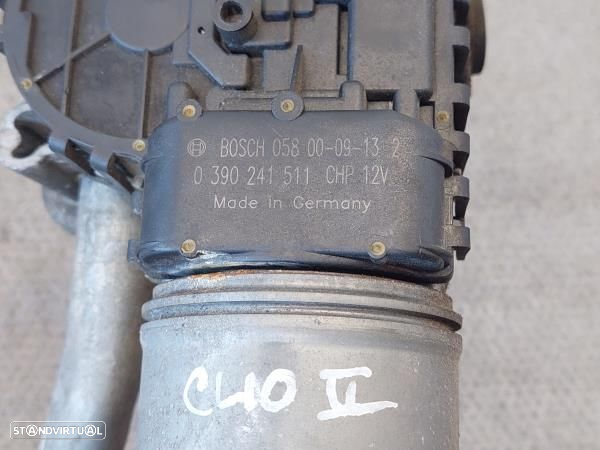 BOSCH 058 00-09-13 2
0 390 241 511 CHP 12V
Made in Germany
CLIO II
STANDVIRTUAL